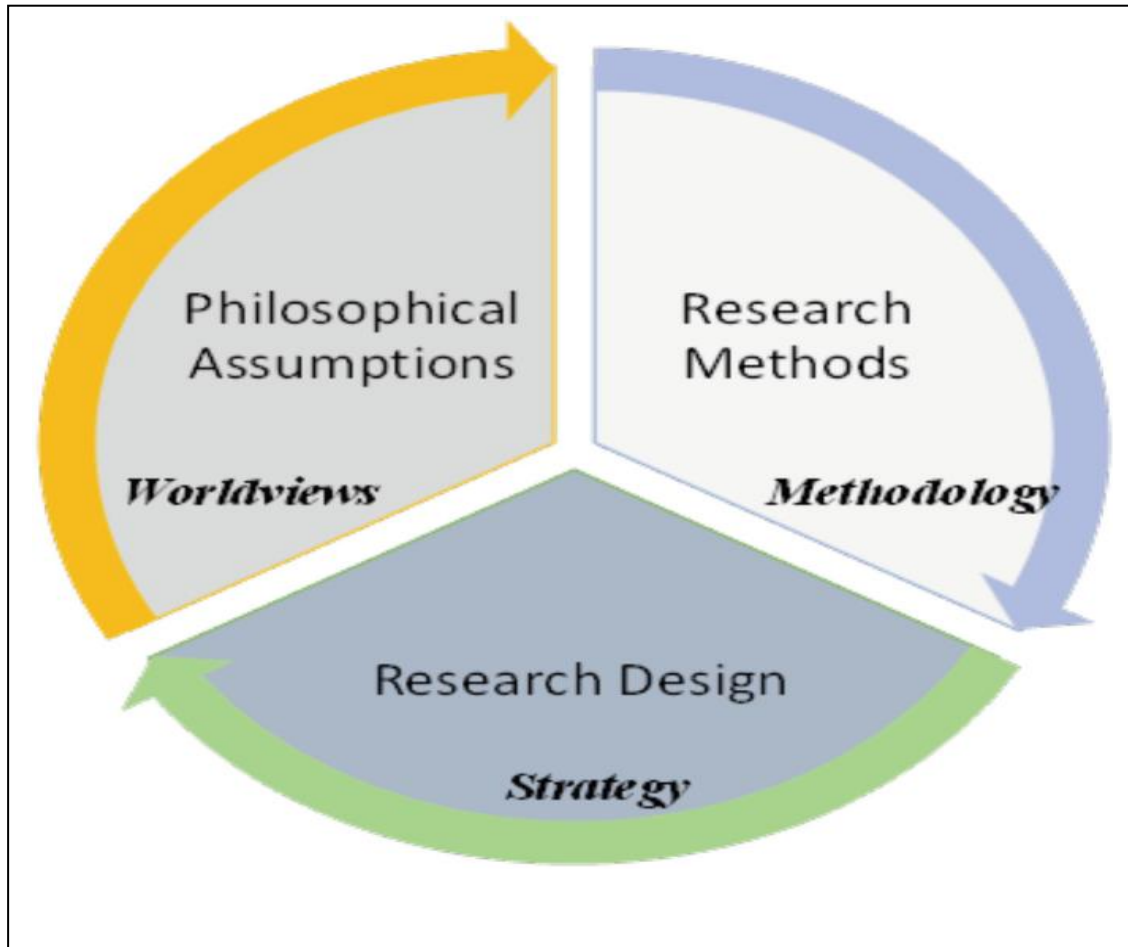 Philosophical
Assumptions
Worldviews
Research
Methods
Methodology
Research Design
Strategy